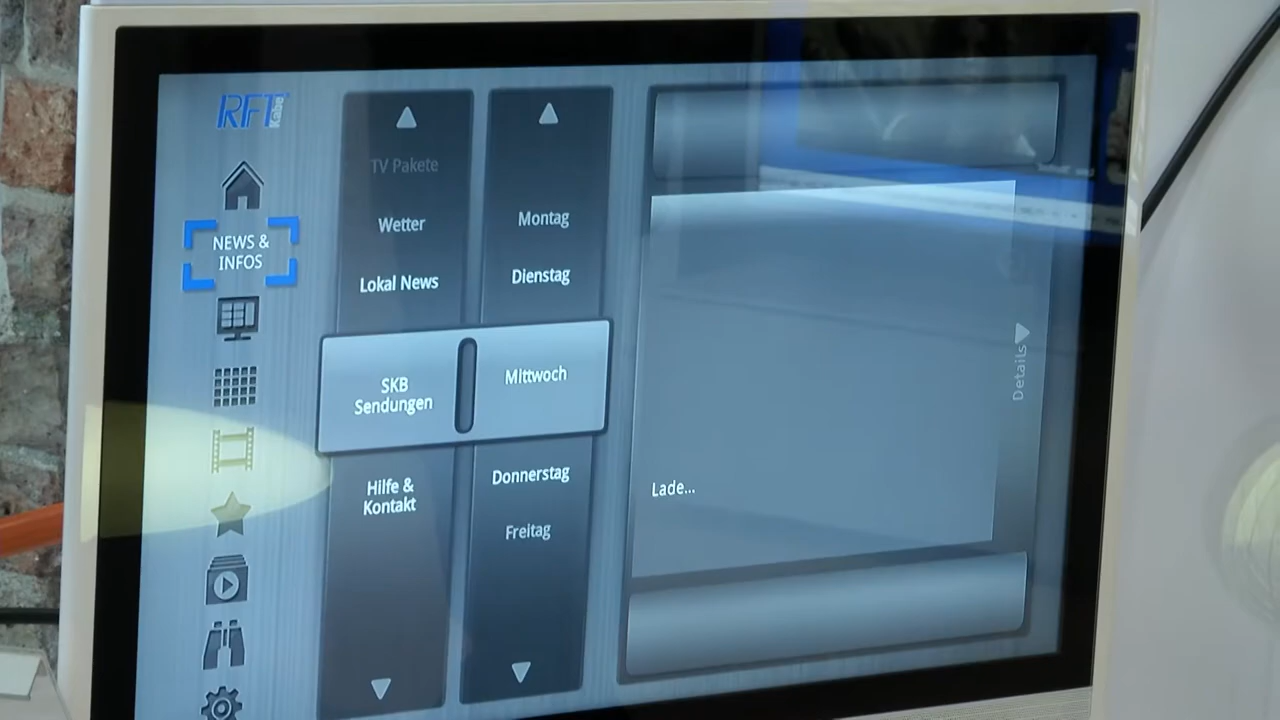 RFT
kabel
NEWS &
INFOS
TV Pakete
Wetter
Lokal News
SKB
Sendungen
Hilfe &
Kontakt
Montag
Dienstag
Mittwoch
Donnerstag
Freitag
Lade...
Details